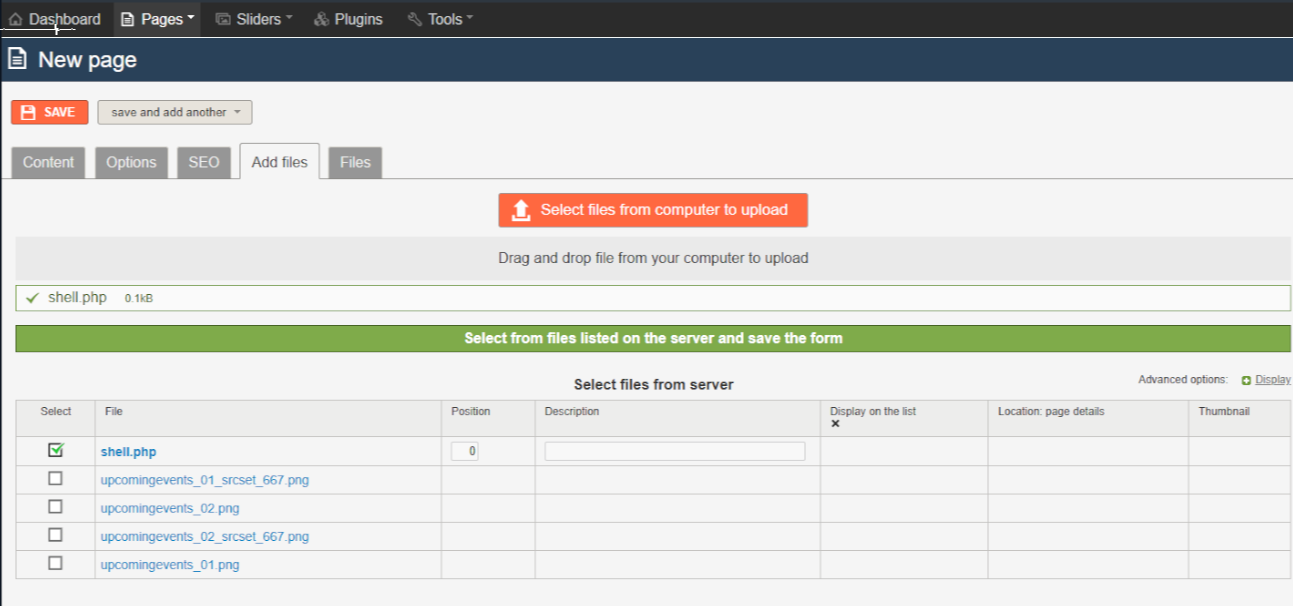 Dashboard Pages Sliders Plugins Tools
New page
SAVE save and add another
Content Options SEO Add files Files
Select files from computer to upload
Drag and drop file from your computer to upload
shell.php 0.1kB
Select from files listed on the server and save the form
Select files from server Advanced options: Display
Select File Position Description Display on the list Location: page details Thumbnail
shell.php 0
upcomingevents_01_srcset_667.png
upcomingevents_02.png
upcomingevents_02_srcset_667.png
upcomingevents_01.png